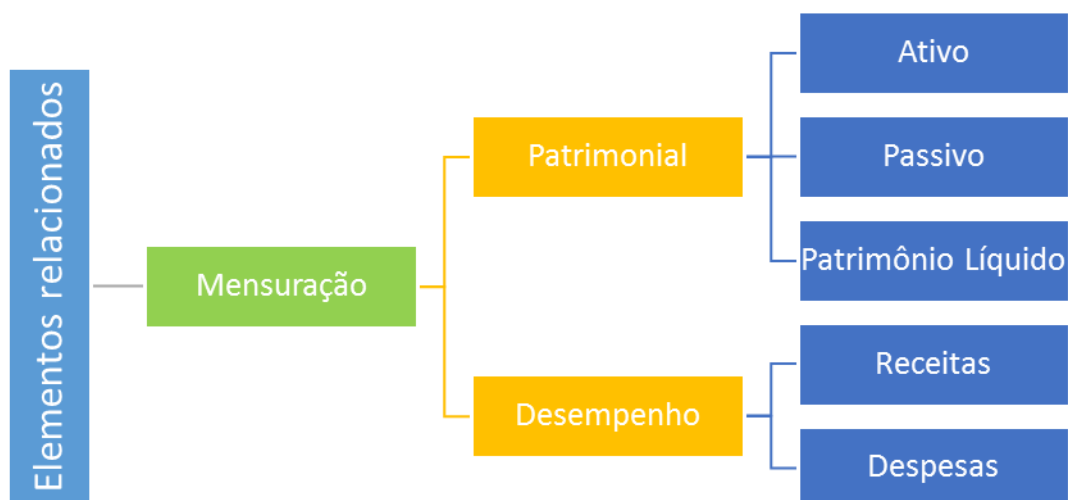 Elementos relacionados
Mensuração
Patrimonial
Ativo
Passivo
Patrimônio Líquido
Desempenho
Receitas
Despesas